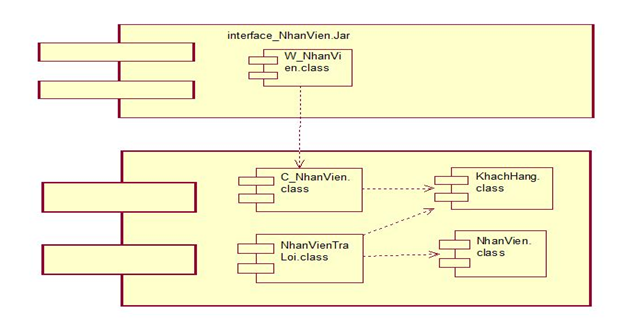 interface_NhanVien.Jar
W_NhanVi
en.class
C_NhanVien.
class
KhachHang.
class
NhanVienTra
Loi.class
NhanVien.
class